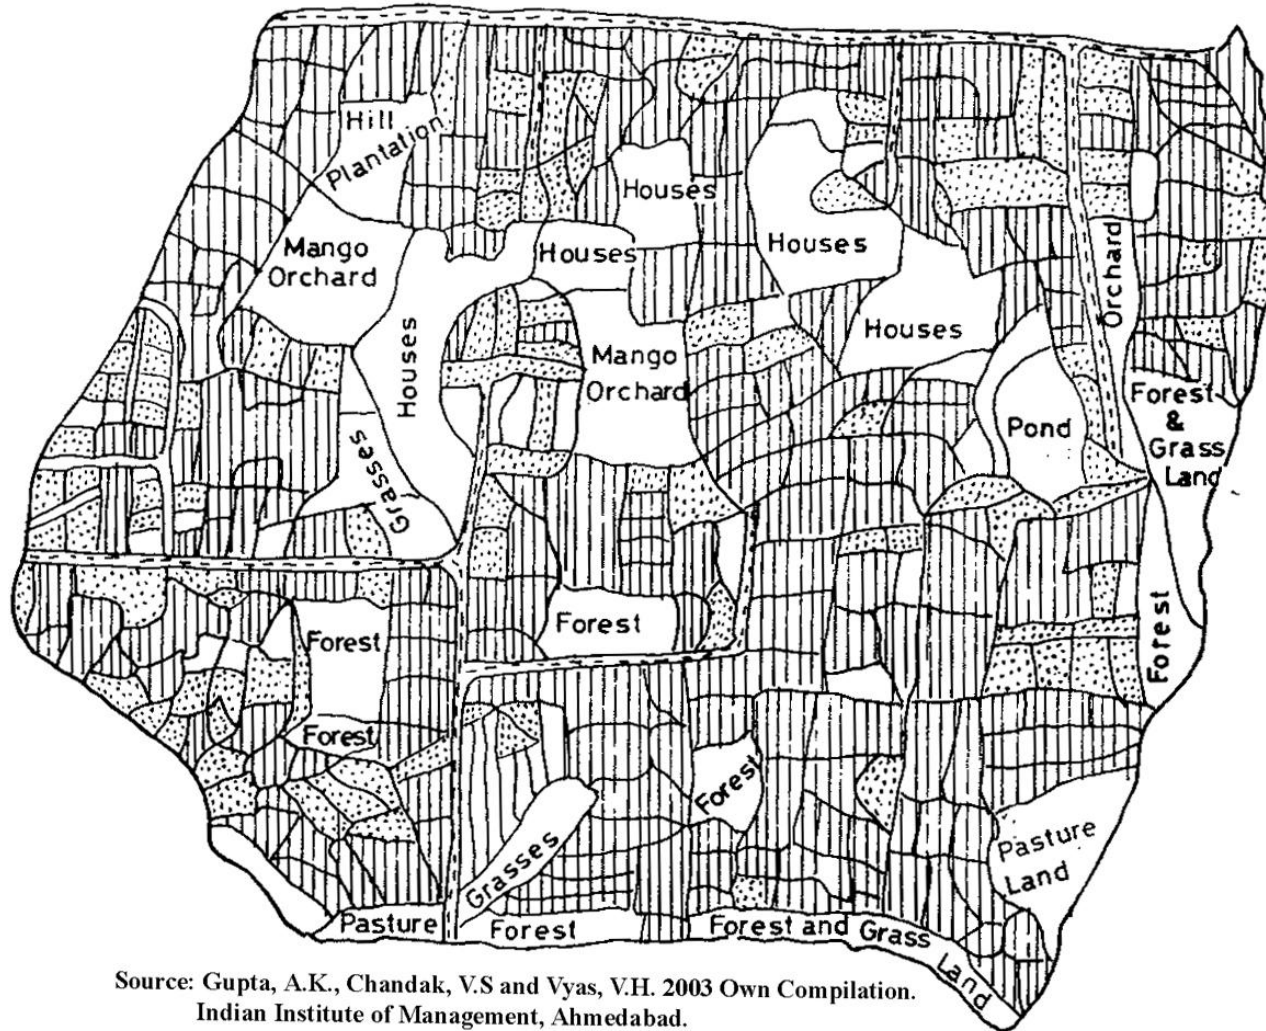 Hill
Plantation
Houses
Mango
Orchard
Houses
Houses
Orchard
Houses
Houses
Mango
Orchard
Forest
&
Grass
Land
Pond
Grasses
Forest
Forest
Forest
Forest
Forest
Grasses
Pasture
Land
Pasture
Forest
Forest and Grass
Land
Source: Gupta, A.K., Chandak, V.S and Vyas, V.H. 2003 Own Compilation.
Indian Institute of Management, Ahmedabad.